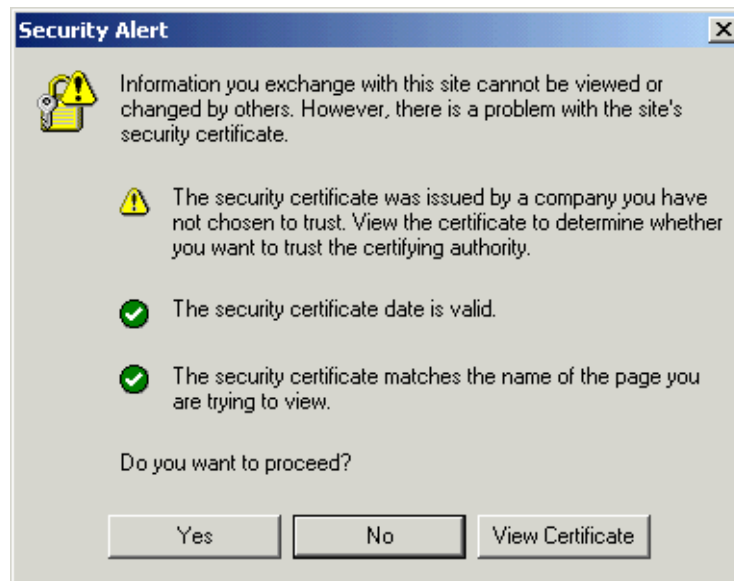 Security Alert
Information you exchange with this site cannot be viewed or
changed by others. However, there is a problem with the site's
security certificate.
The security certificate was issued by a company you have
not chosen to trust. View the certificate to determine whether
you want to trust the certifying authority.
The security certificate date is valid.
The security certificate matches the name of the page you
are trying to view.
Do you want to proceed?
Yes
No
View Certificate